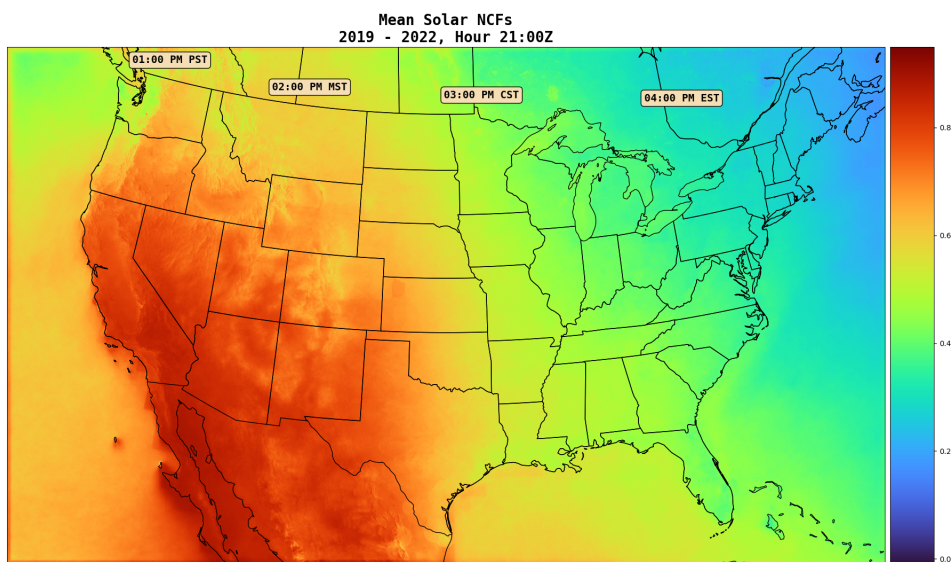 Mean Solar NCFs
2019 - 2022, Hour 21:00Z
01:00 PM PST
02:00 PM MST
03:00 PM CST
04:00 PM EST
0.8
0.6
0.4
0.2
0.0